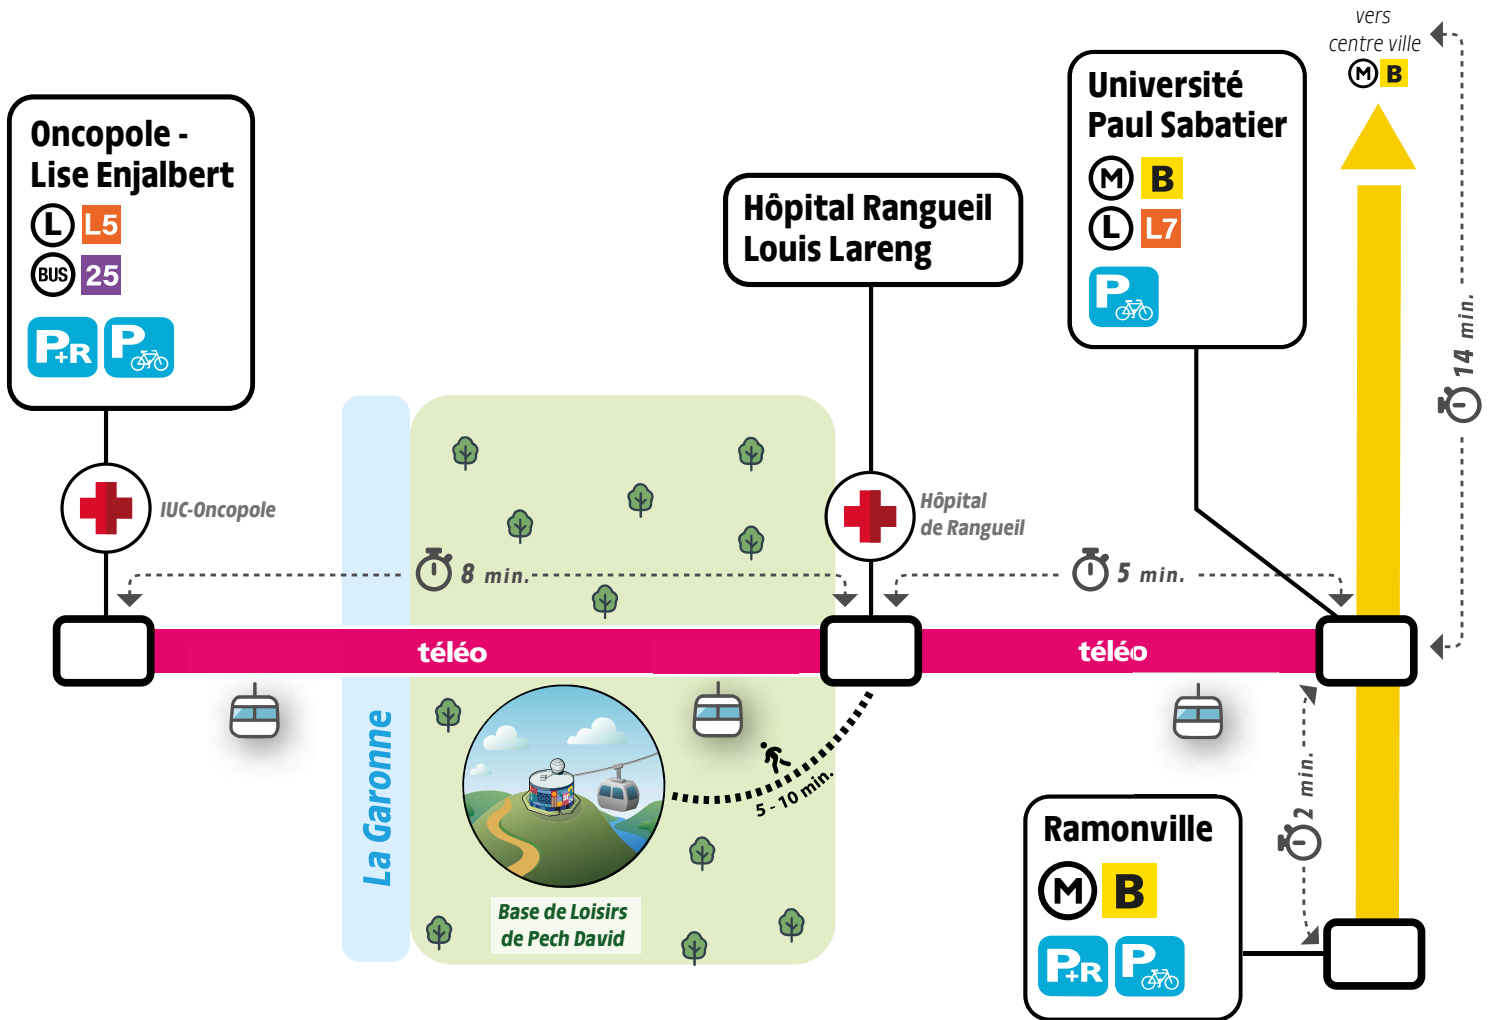 vers
centre ville
M B
Oncopole -
Lise Enjalbert
L L5
BUS 25
P+R P
Hôpital Rangueil
Louis Lareng
Université
Paul Sabatier
M B
L L7
P
14 min.
IUC-Oncopole
Hôpital
de Rangueil
8 min.
5 min.
téléo
téléo
La Garonne
5 - 10 min.
Base de Loisirs
de Pech David
2 min.
Ramonville
M B
P+R P